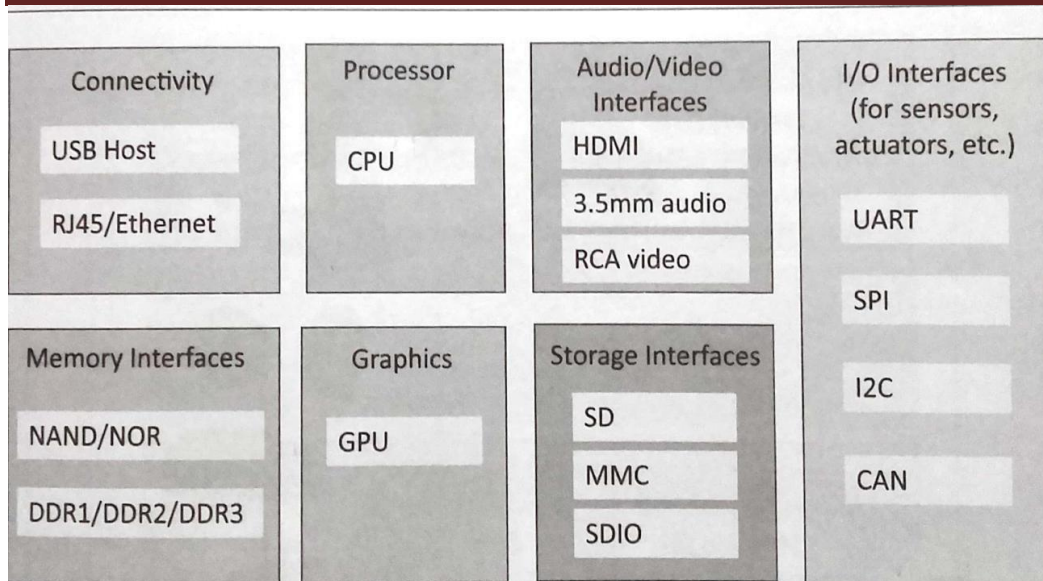 Connectivity
USB Host
RJ45/Ethernet
Processor
CPU
Audio/Video
Interfaces
HDMI
3.5mm audio
RCA video
I/O Interfaces
(for sensors,
actuators, etc.)
UART
SPI
I2C
CAN
Memory Interfaces
NAND/NOR
DDR1/DDR2/DDR3
Graphics
GPU
Storage Interfaces
SD
MMC
SDIO